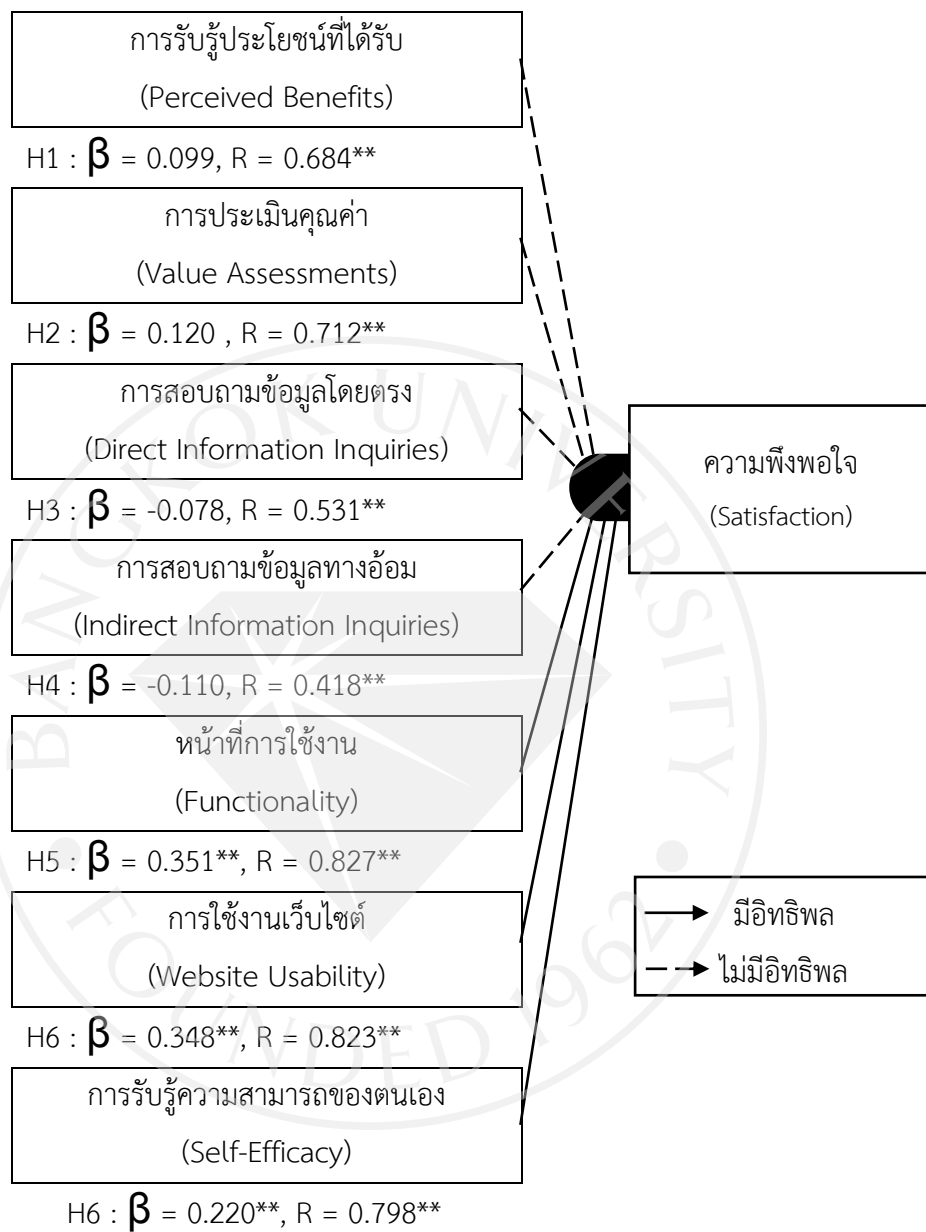 การรับรู้ประโยชน์ที่ได้รับ
(Perceived Benefits)
H1 : β = 0.099, R = 0.684**
การประเมินคุณค่า
(Value Assessments)
H2 : β = 0.120 , R = 0.712**
การสอบถามข้อมูลโดยตรง
(Direct Information Inquiries)
H3 : β = -0.078, R = 0.531**
การสอบถามข้อมูลทางอ้อม
(Indirect Information Inquiries)
H4 : β = -0.110, R = 0.418**
หน้าที่การใช้งาน
(Functionality)
H5 : β = 0.351**, R = 0.827**
การใช้งานเว็บไซต์
(Website Usability)
H6 : β = 0.348**, R = 0.823**
การรับรู้ความสามารถของตนเอง
(Self-Efficacy)
H6 : β = 0.220**, R = 0.798**
ความพึงพอใจ
(Satisfaction)
มีอิทธิพล
ไม่มีอิทธิพล
BANGKOK UNIVERSITY
FOUNDED 1962